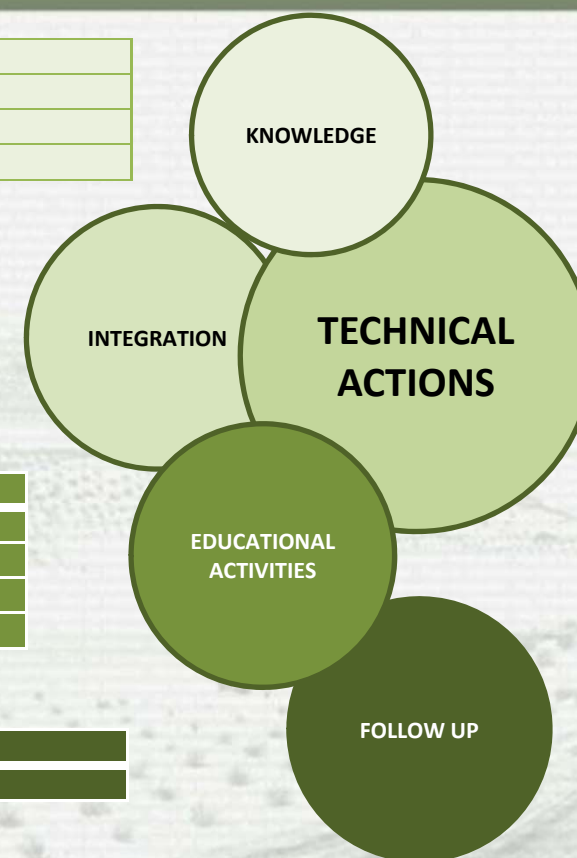 KNOWLEDGE
INTEGRATION
TECHNICAL
ACTIONS
EDUCATIONAL
ACTIVITIES
FOLLOW UP